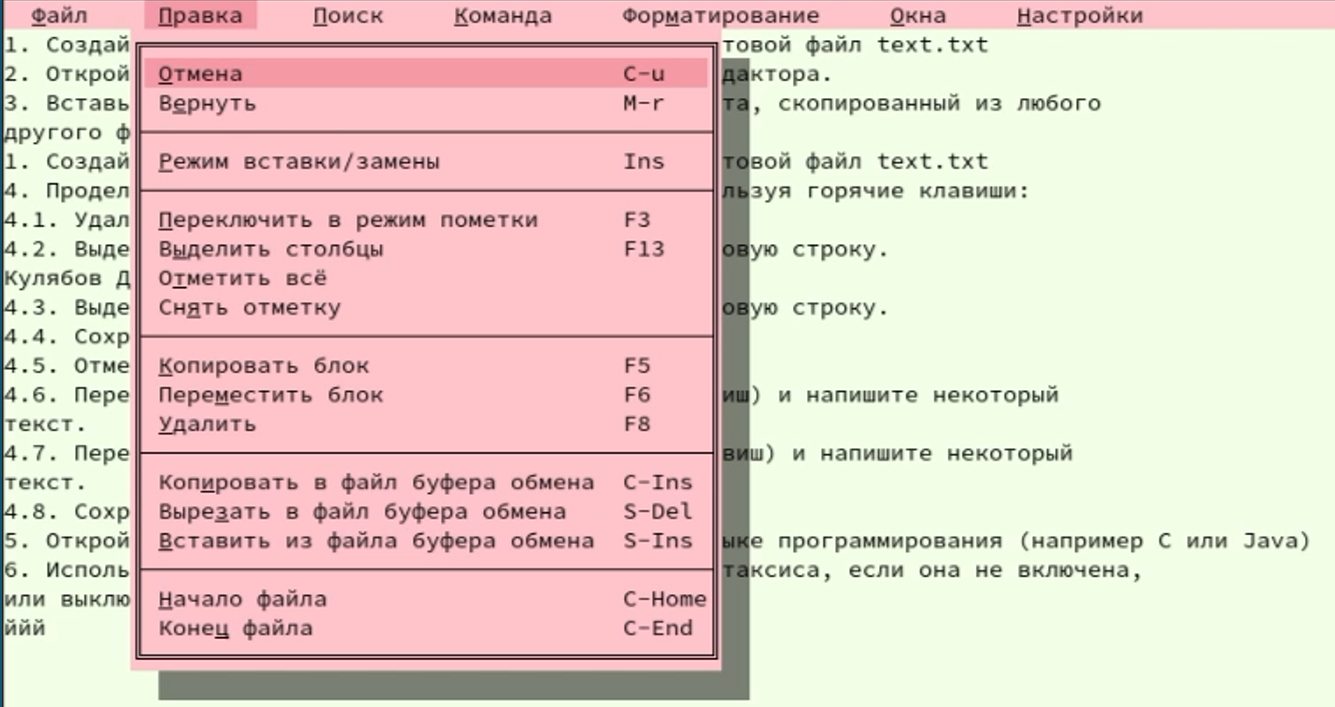 Файл Правка Поиск Команда Форматирование Окна Настройки
1. Создай товой файл text.txt
Отмена C-u
2. Открой дактора.
Вернуть M-r
3. Вставь та, скопированный из любого
другого ф
Режим вставки/замены Ins
1. Создай товой файл text.txt
4. Продел льзуя горячие клавиши:
Переключить в режим пометки F3
4.1. Удал
Выделить столбцы F13
4.2. Выде овую строку.
Отметить всё
Кулябов Д
Снять отметку
4.3. Выде овую строку.
4.4. Сохр
Копировать блок F5
4.5. Отме
Переместить блок F6
4.6. Пере иш) и напишите некоторый
Удалить F8
текст.
4.7. Пере виш) и напишите некоторый
Копировать в файл буфера обмена C-Ins
текст.
Вырезать в файл буфера обмена S-Del
4.8. Сохр
Вставить из файла буфера обмена S-Ins
5. Открой ыке программирования (например C или Java)
6. Исполь таксиса, если она не включена,
Начало файла C-Home
или выклю
Конец файла C-End
ййй